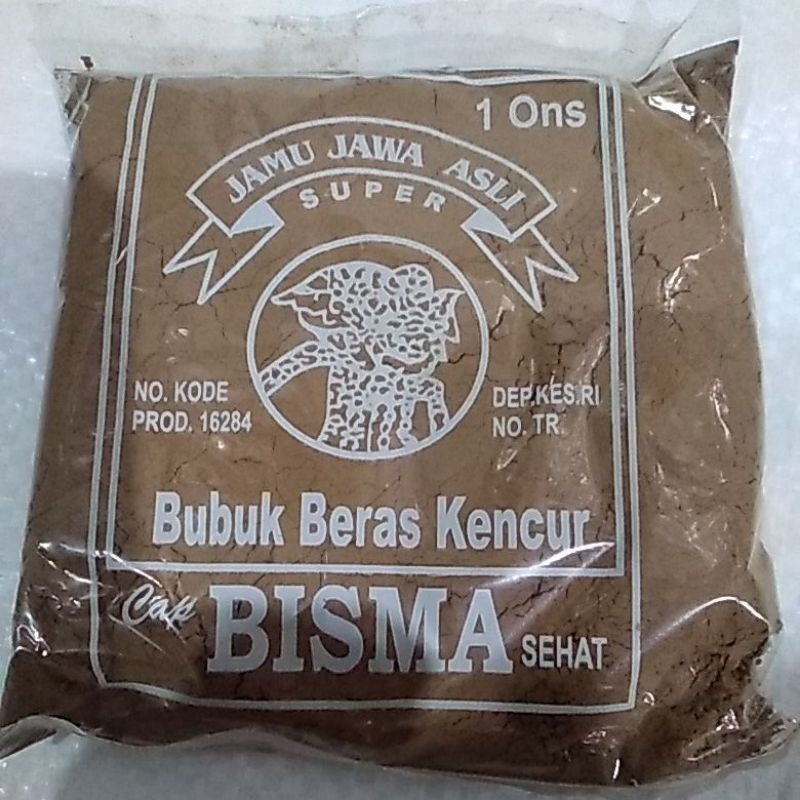 1 Ons
JAMU JAWA ASLI
SUPER
NO. KODE
PROD. 16284
DEP.KES.RI
NO. TR.
Bubuk Beras Kencur
Cap BISMA SEHAT